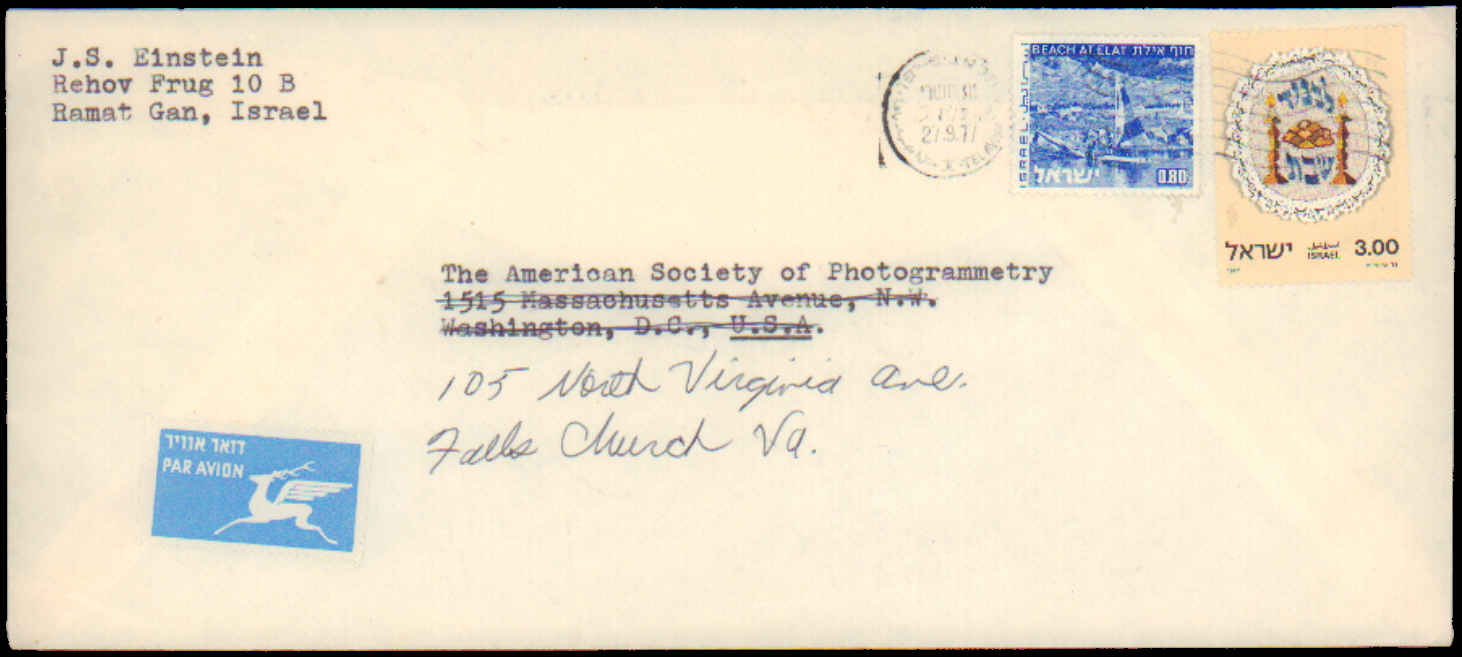 J.S. Einstein
Rehov Frug 10 B
Ramat Gan, Israel
27.9.77
BEACH AT ELAT חוף אילת
ISRAEL
ישראל
0.80
לכבוד
שבת
ישראל ISRAEL 3.00
The American Society of Photogrammetry
1515 Massachusetts Avenue, N.W.
Washington, D.C., U.S.A.
105 North Virginia Ave.
Falls Church Va.
דואר אוויר
PAR AVION